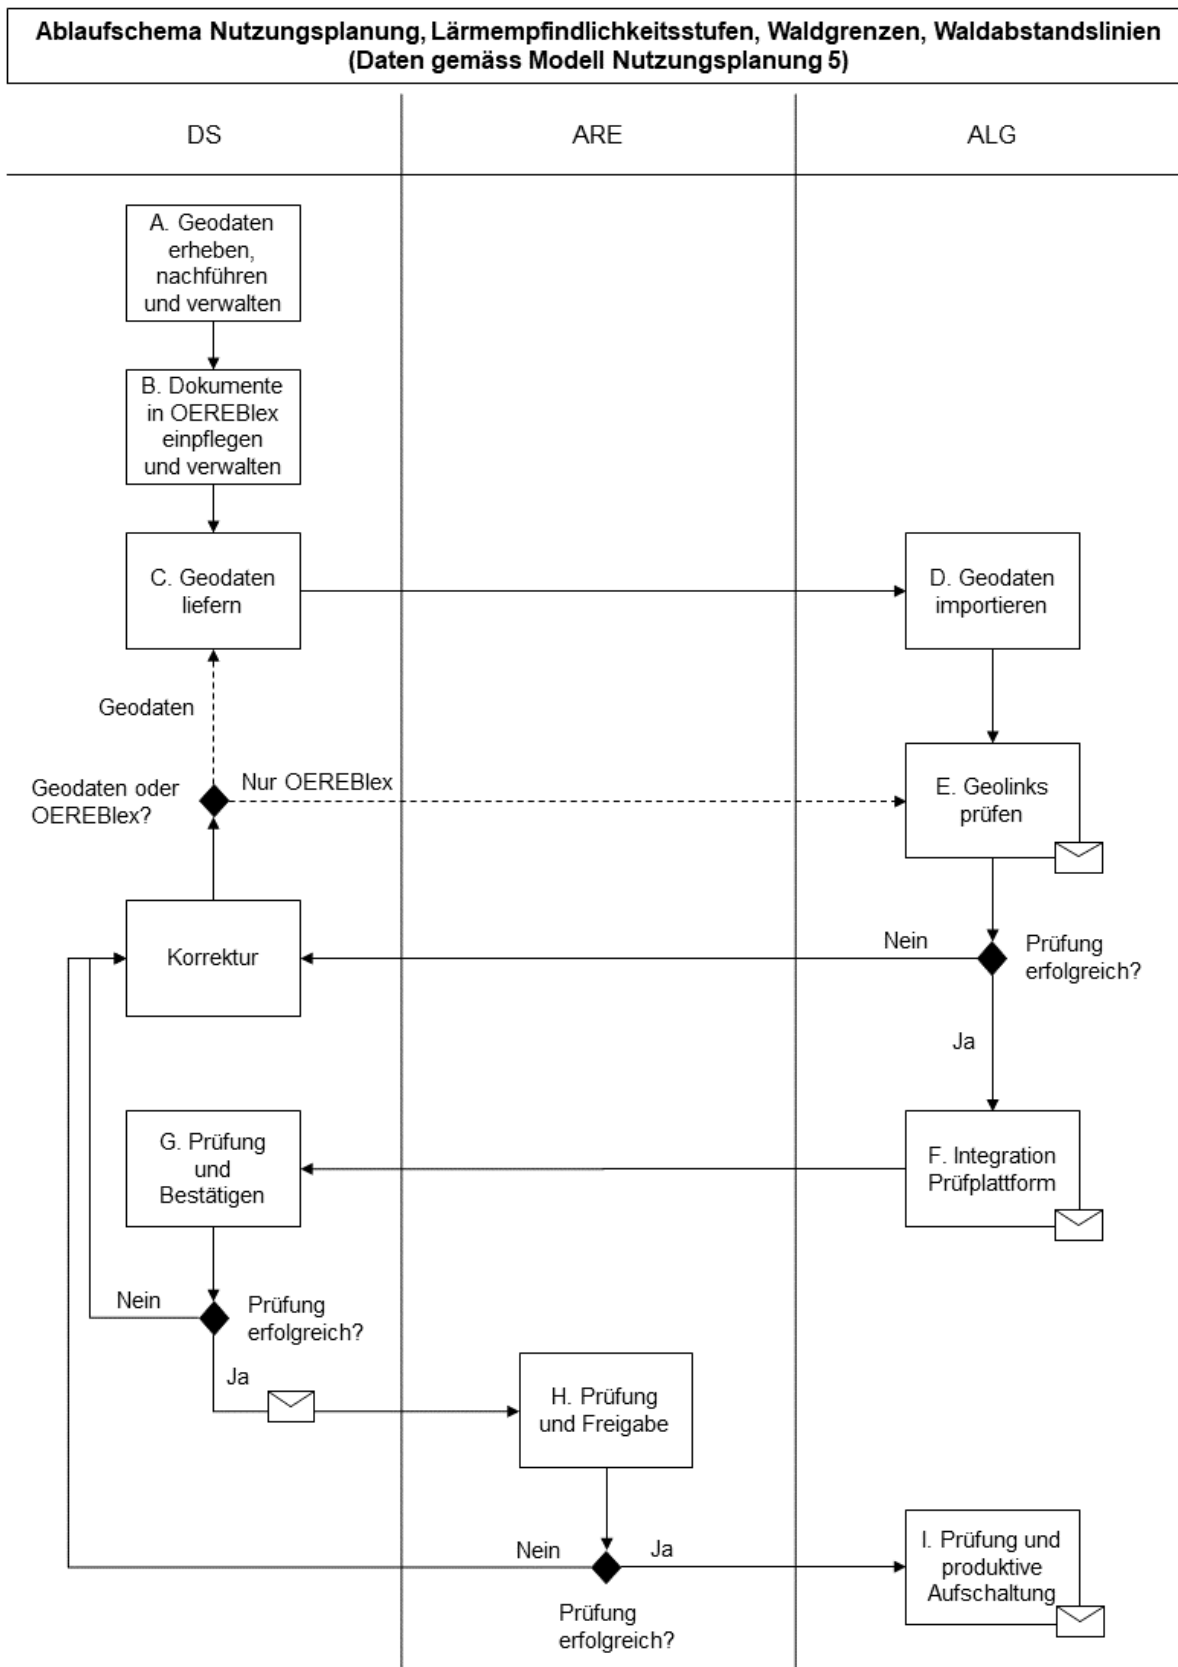 Ablaufschema Nutzungsplanung, Lärmempfindlichkeitsstufen, Waldgrenzen, Waldabstandslinien
(Daten gemäss Modell Nutzungsplanung 5)
DS
ARE
ALG
A. Geodaten
erheben,
nachführen
und verwalten
B. Dokumente
in OEREBlex
einpflegen
und verwalten
C. Geodaten
liefern
D. Geodaten
importieren
Geodaten
Geodaten oder
OEREBlex?
Nur OEREBlex
E. Geolinks
prüfen
Korrektur
Nein
Prüfung
erfolgreich?
Ja
G. Prüfung
und
Bestätigen
F. Integration
Prüfplattform
Nein
Prüfung
erfolgreich?
Ja
H. Prüfung
und Freigabe
Nein
Ja
Prüfung
erfolgreich?
I. Prüfung und
produktive
Aufschaltung